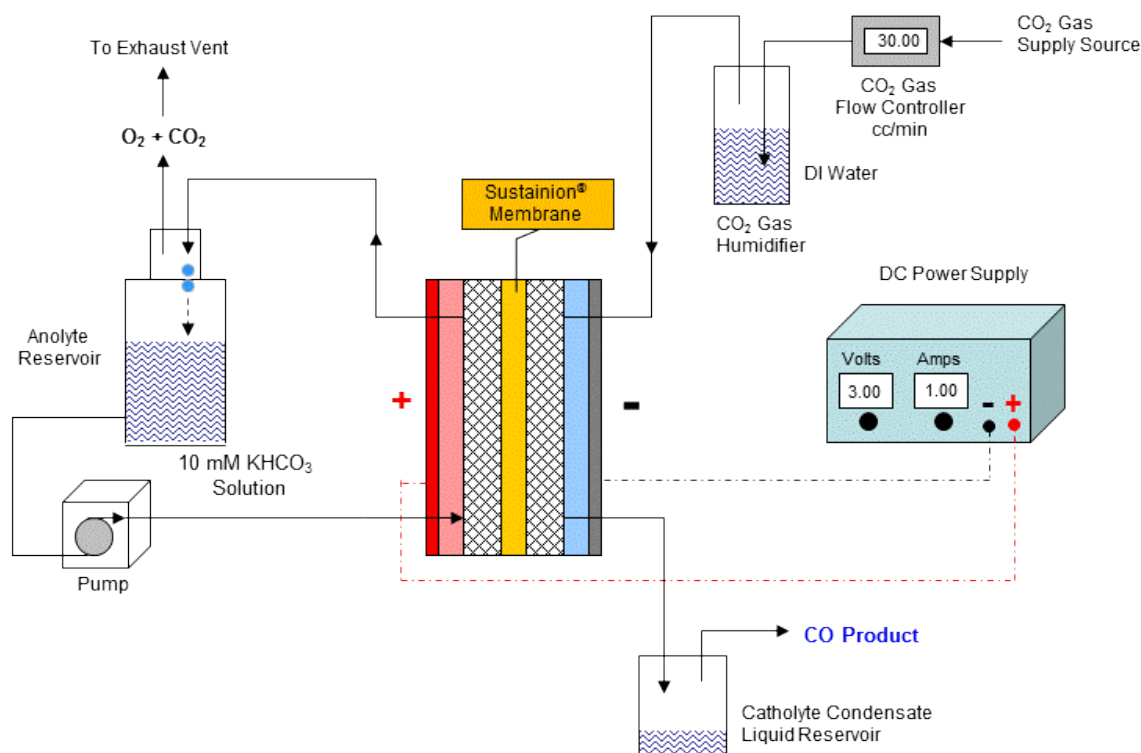 CO₂ Gas
Supply Source
30.00
CO₂ Gas
Flow Controller
cc/min
To Exhaust Vent
O₂ + CO₂
DI Water
CO₂ Gas
Humidifier
Sustainion®
Membrane
DC Power Supply
Anolyte
Reservoir
Volts
Amps
3.00
1.00
- +
+
-
10 mM KHCO₃
Solution
Pump
CO Product
Catholyte Condensate
Liquid Reservoir